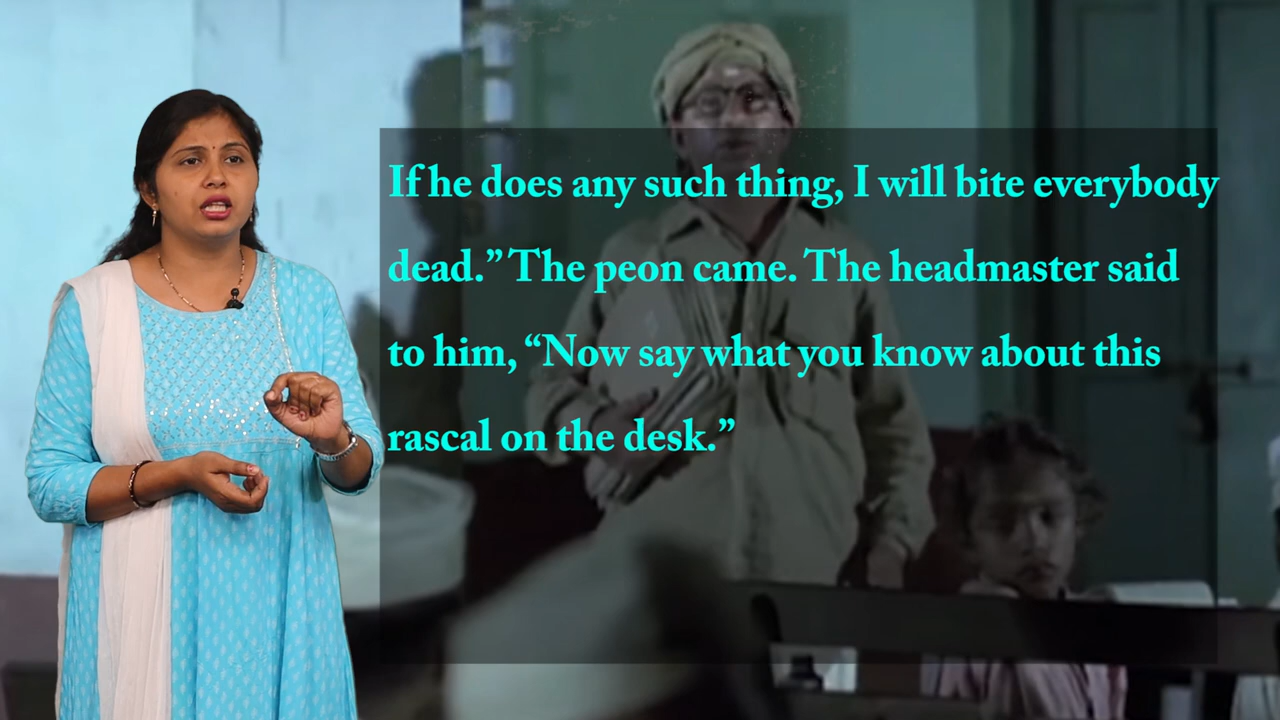 If he does any such thing, I will bite everybody
dead.” The peon came. The headmaster said
to him, “Now say what you know about this
rascal on the desk.”